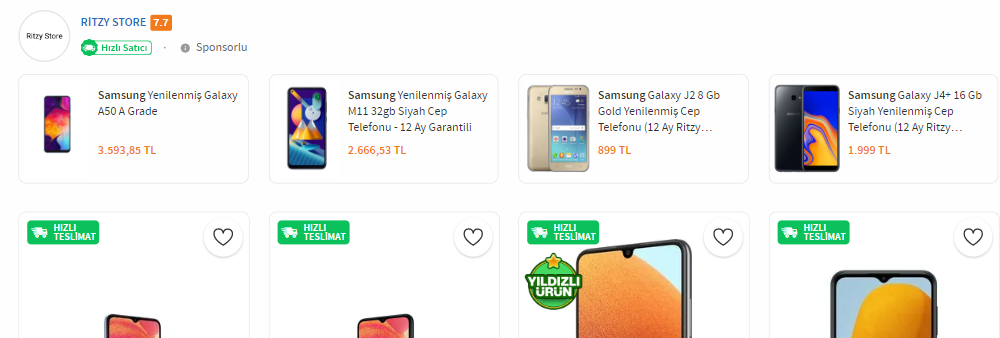 Ritzy Store
RİTZY STORE 7.7
Hızlı Satıcı · Sponsorlu
Samsung Yenilenmiş Galaxy
A50 A Grade
3.593,85 TL
Samsung Yenilenmiş Galaxy
M11 32gb Siyah Cep
Telefonu - 12 Ay Garantili
2.666,53 TL
Samsung Galaxy J2 8 Gb
Gold Yenilenmiş Cep
Telefonu (12 Ay Ritzy…
899 TL
Samsung Galaxy J4+ 16 Gb
Siyah Yenilenmiş Cep
Telefonu (12 Ay Ritzy…
1.999 TL
HIZLI
TESLİMAT
HIZLI
TESLİMAT
HIZLI
TESLİMAT
YILDIZLI
ÜRÜN
HIZLI
TESLİMAT